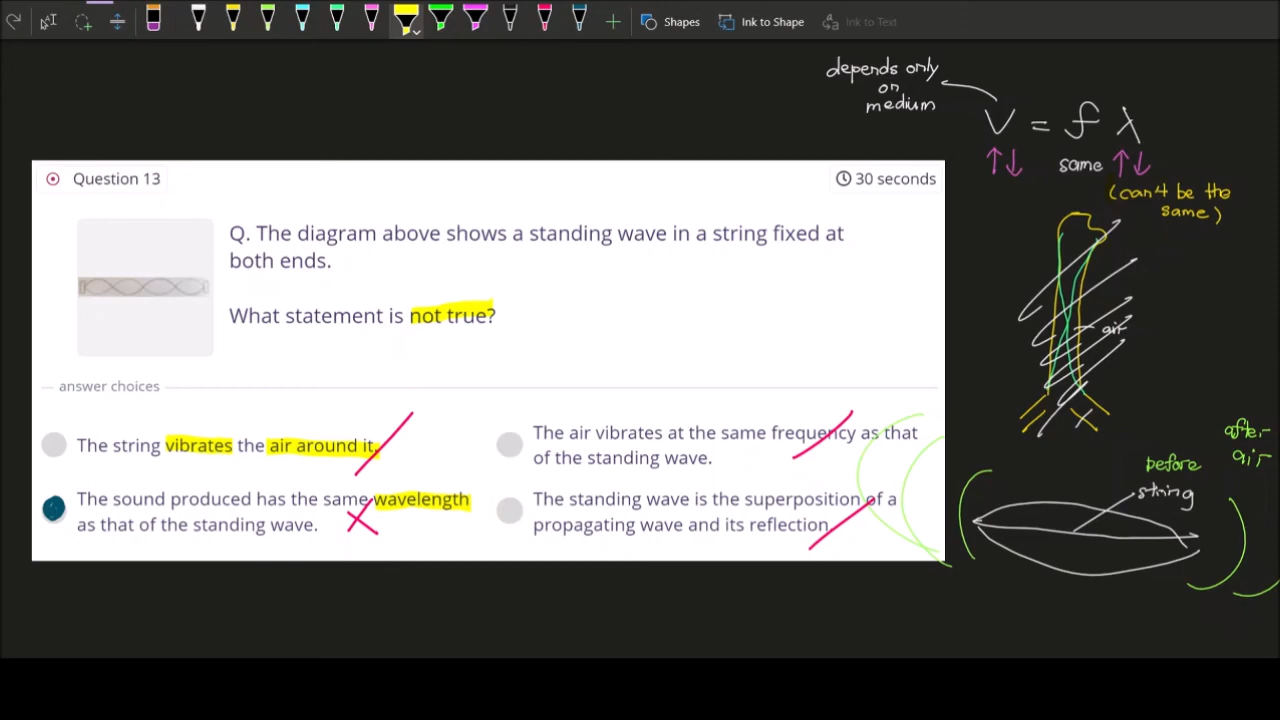 Shapes
Ink to Shape
Ink to Text
depends only
on
medium
V = f λ
↑↓ same ↑↓
(can4 be the
same)
Question 13
30 seconds
Q. The diagram above shows a standing wave in a string fixed at
both ends.
What statement is not true?
answer choices
The string vibrates the air around it.
The air vibrates at the same frequency as that
of the standing wave.
The sound produced has the same wavelength
as that of the standing wave.
The standing wave is the superposition of a
propagating wave and its reflection.
air
before
string
after
air